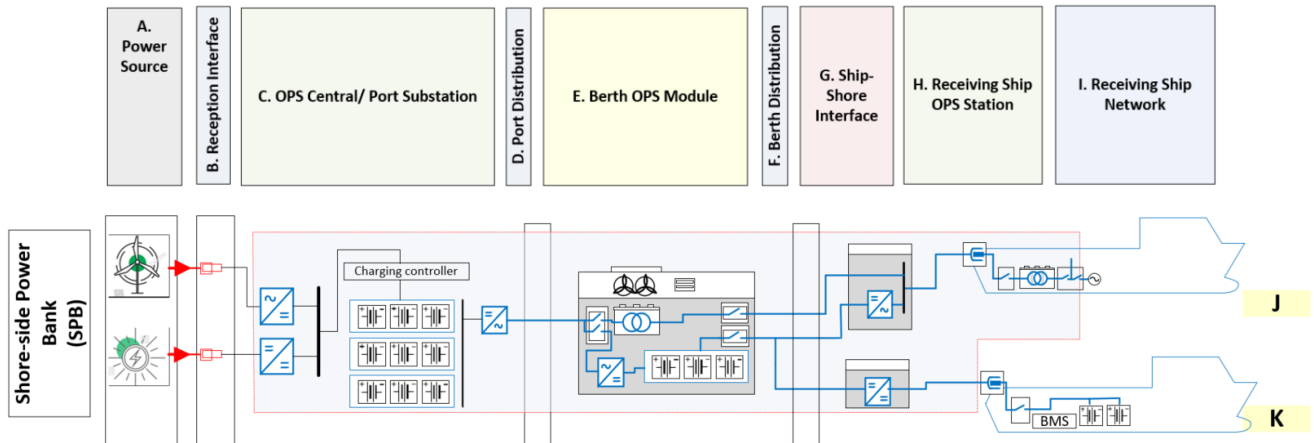 A.
Power
Source
B. Reception Interface
C. OPS Central/ Port Substation
D. Port Distribution
E. Berth OPS Module
F. Berth Distribution
G. Ship-
Shore
Interface
H. Receiving Ship
OPS Station
I. Receiving Ship
Network
Shore-side Power
Bank
(SPB)
Charging controller
J
BMS
K